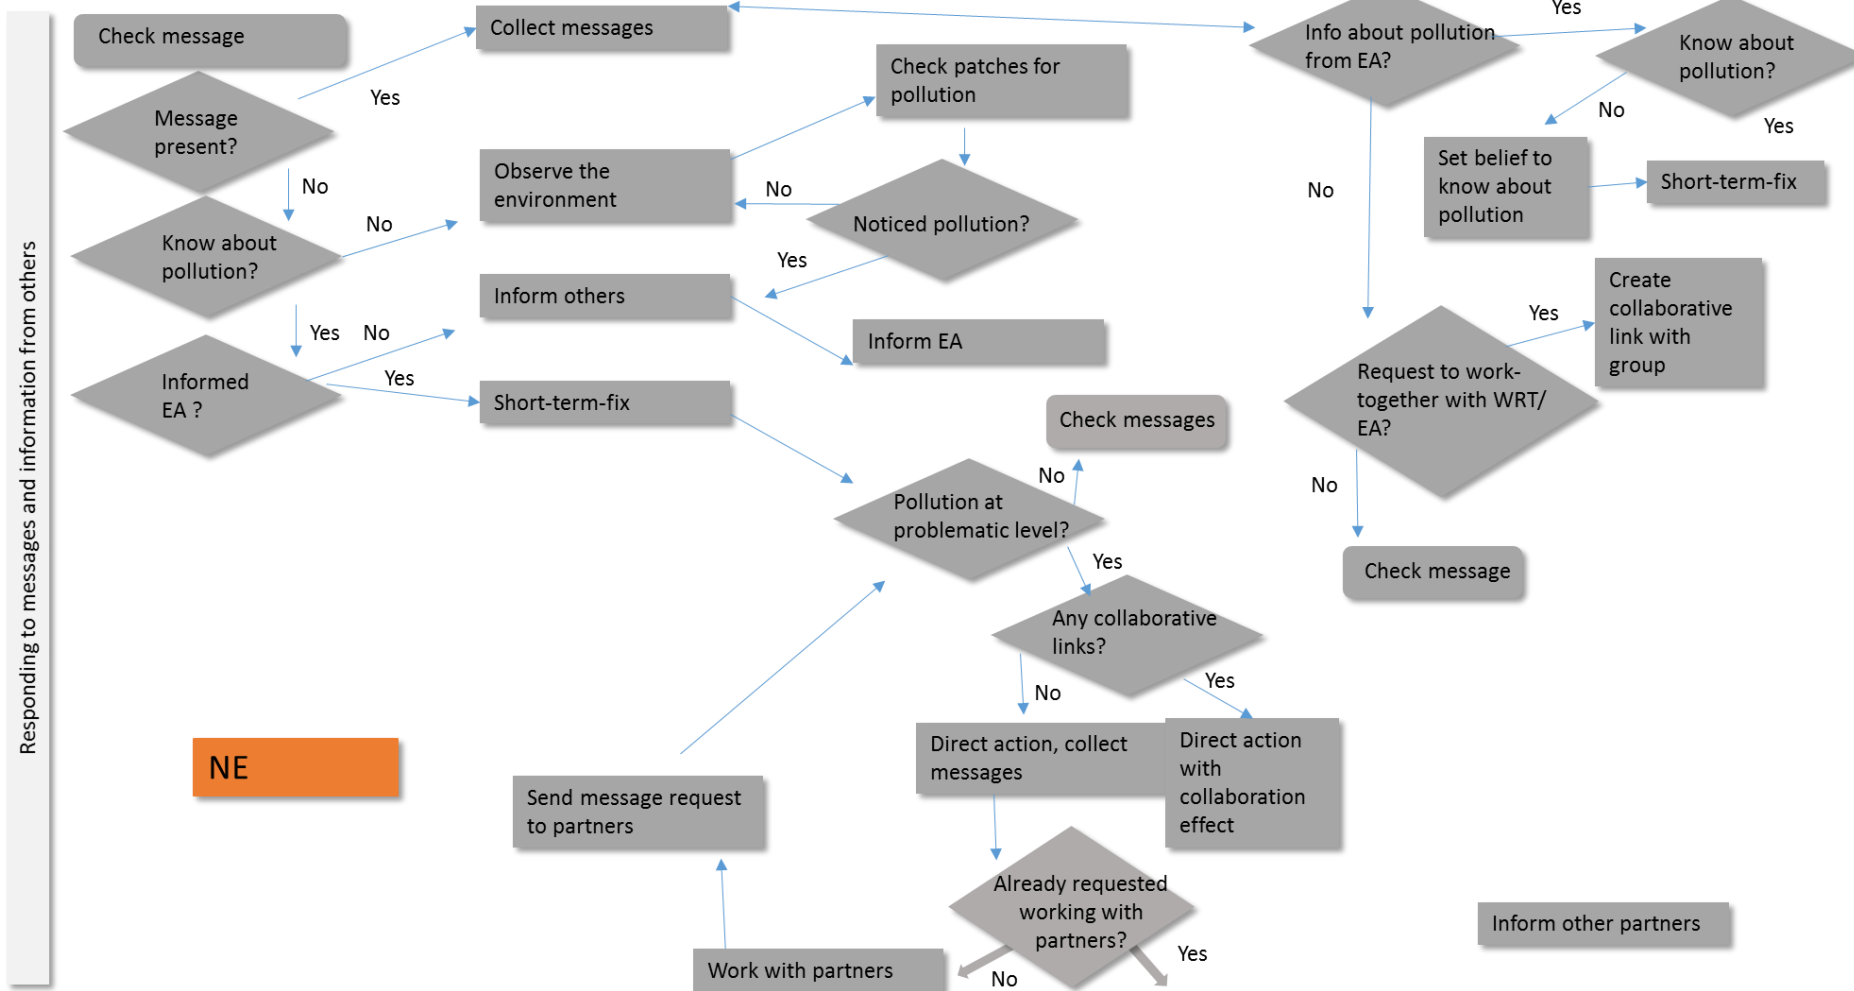 Responding to messages and information from others
Check message
Message
present?
Yes
No
Know about
pollution?
No
Yes
No
Informed
EA ?
Yes
Collect messages
Observe the
environment
Check patches for
pollution
No
Noticed pollution?
Yes
Inform others
Inform EA
Short-term-fix
Check messages
No
Pollution at
problematic level?
Yes
Any collaborative
links?
No
Yes
Direct action, collect
messages
Direct action
with
collaboration
effect
Already requested
working with
partners?
No
Yes
Work with partners
Send message request
to partners
NE
Info about pollution
from EA?
Yes
Know about
pollution?
No
Yes
Set belief to
know about
pollution
Short-term-fix
No
Request to work-
together with WRT/
EA?
Yes
Create
collaborative
link with
group
No
Check message
Inform other partners